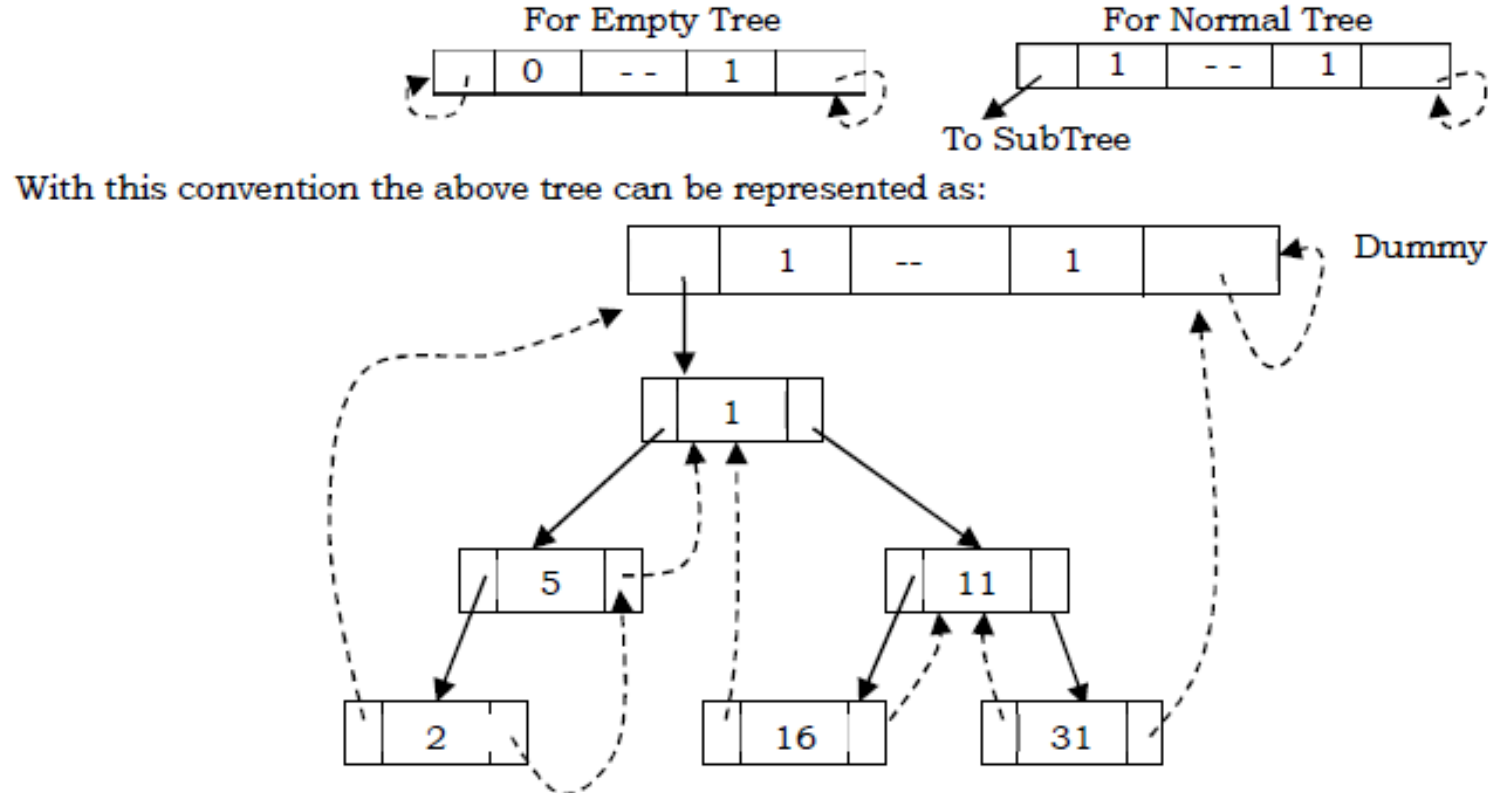 For Empty Tree For Normal Tree
0 - - 1 1 - - 1
To SubTree
With this convention the above tree can be represented as:
1 -- 1 Dummy
1
5 11
2 16 31